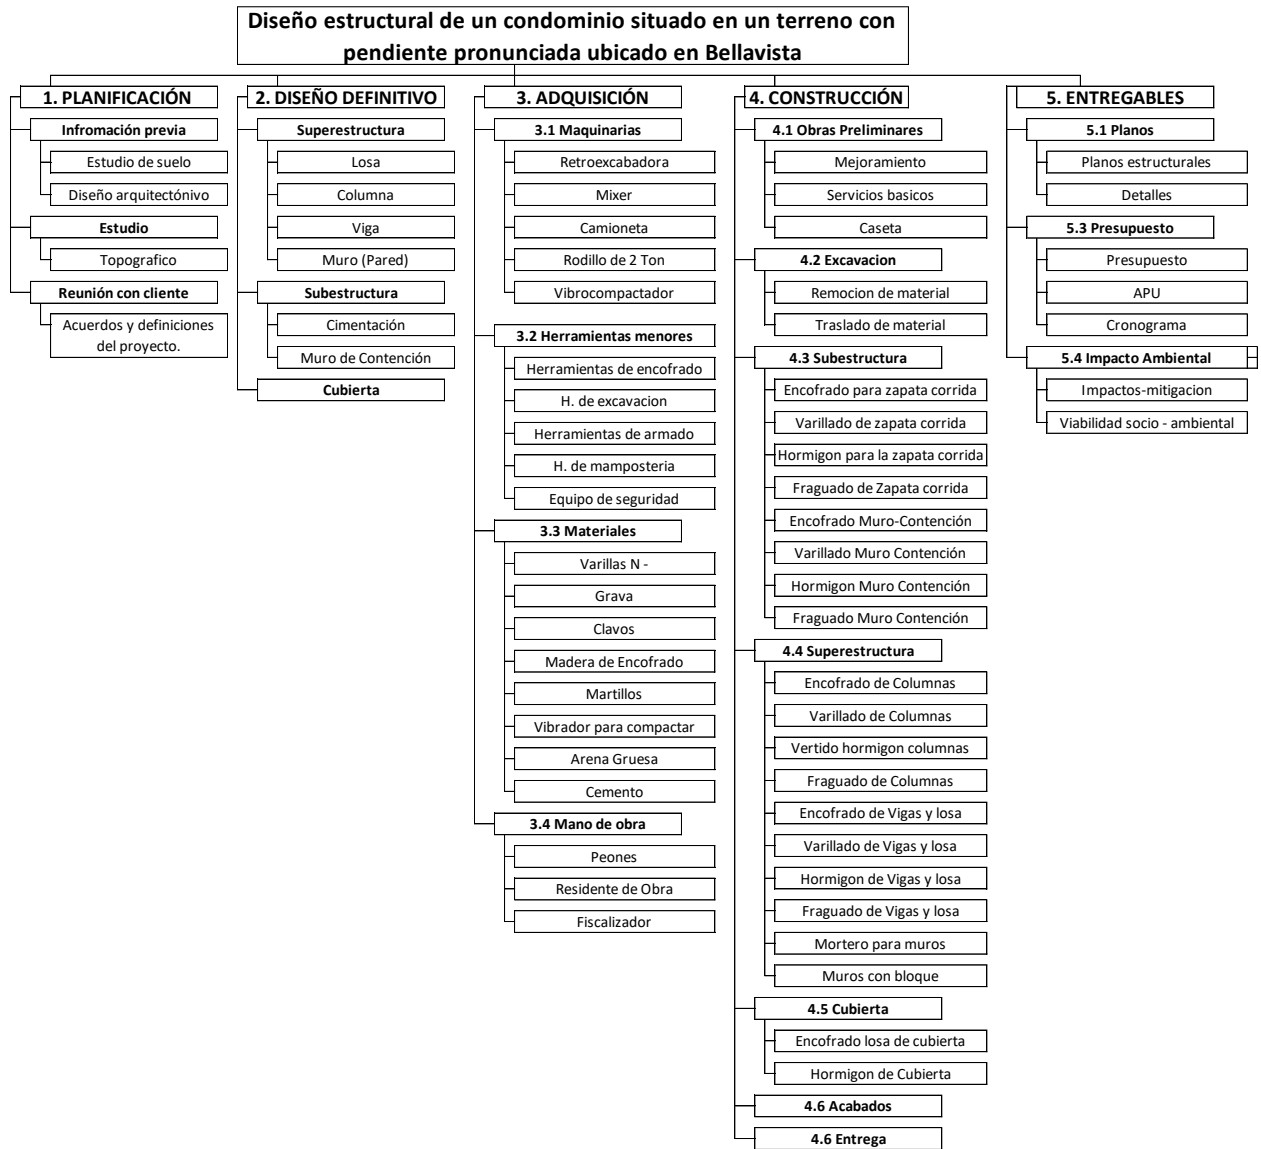 Diseño estructural de un condominio situado en un terreno con
pendiente pronunciada ubicado en Bellavista
1. PLANIFICACIÓN
Infromación previa
Estudio de suelo
Diseño arquitectónivo
Estudio
Topografico
Reunión con cliente
Acuerdos y definiciones
del proyecto.
2. DISEÑO DEFINITIVO
Superestructura
Losa
Columna
Viga
Muro (Pared)
Subestructura
Cimentación
Muro de Contención
Cubierta
3. ADQUISICIÓN
3.1 Maquinarias
Retroexcabadora
Mixer
Camioneta
Rodillo de 2 Ton
Vibrocompactador
3.2 Herramientas menores
Herramientas de encofrado
H. de excavacion
Herramientas de armado
H. de mamposteria
Equipo de seguridad
3.3 Materiales
Varillas N -
Grava
Clavos
Madera de Encofrado
Martillos
Vibrador para compactar
Arena Gruesa
Cemento
3.4 Mano de obra
Peones
Residente de Obra
Fiscalizador
4. CONSTRUCCIÓN
4.1 Obras Preliminares
Mejoramiento
Servicios basicos
Caseta
4.2 Excavacion
Remocion de material
Traslado de material
4.3 Subestructura
Encofrado para zapata corrida
Varillado de zapata corrida
Hormigon para la zapata corrida
Fraguado de Zapata corrida
Encofrado Muro-Contención
Varillado Muro Contención
Hormigon Muro Contención
Fraguado Muro Contención
4.4 Superestructura
Encofrado de Columnas
Varillado de Columnas
Vertido hormigon columnas
Fraguado de Columnas
Encofrado de Vigas y losa
Varillado de Vigas y losa
Hormigon de Vigas y losa
Fraguado de Vigas y losa
Mortero para muros
Muros con bloque
4.5 Cubierta
Encofrado losa de cubierta
Hormigon de Cubierta
4.6 Acabados
4.6 Entrega
5. ENTREGABLES
5.1 Planos
Planos estructurales
Detalles
5.3 Presupuesto
Presupuesto
APU
Cronograma
5.4 Impacto Ambiental
Impactos-mitigacion
Viabilidad socio - ambiental